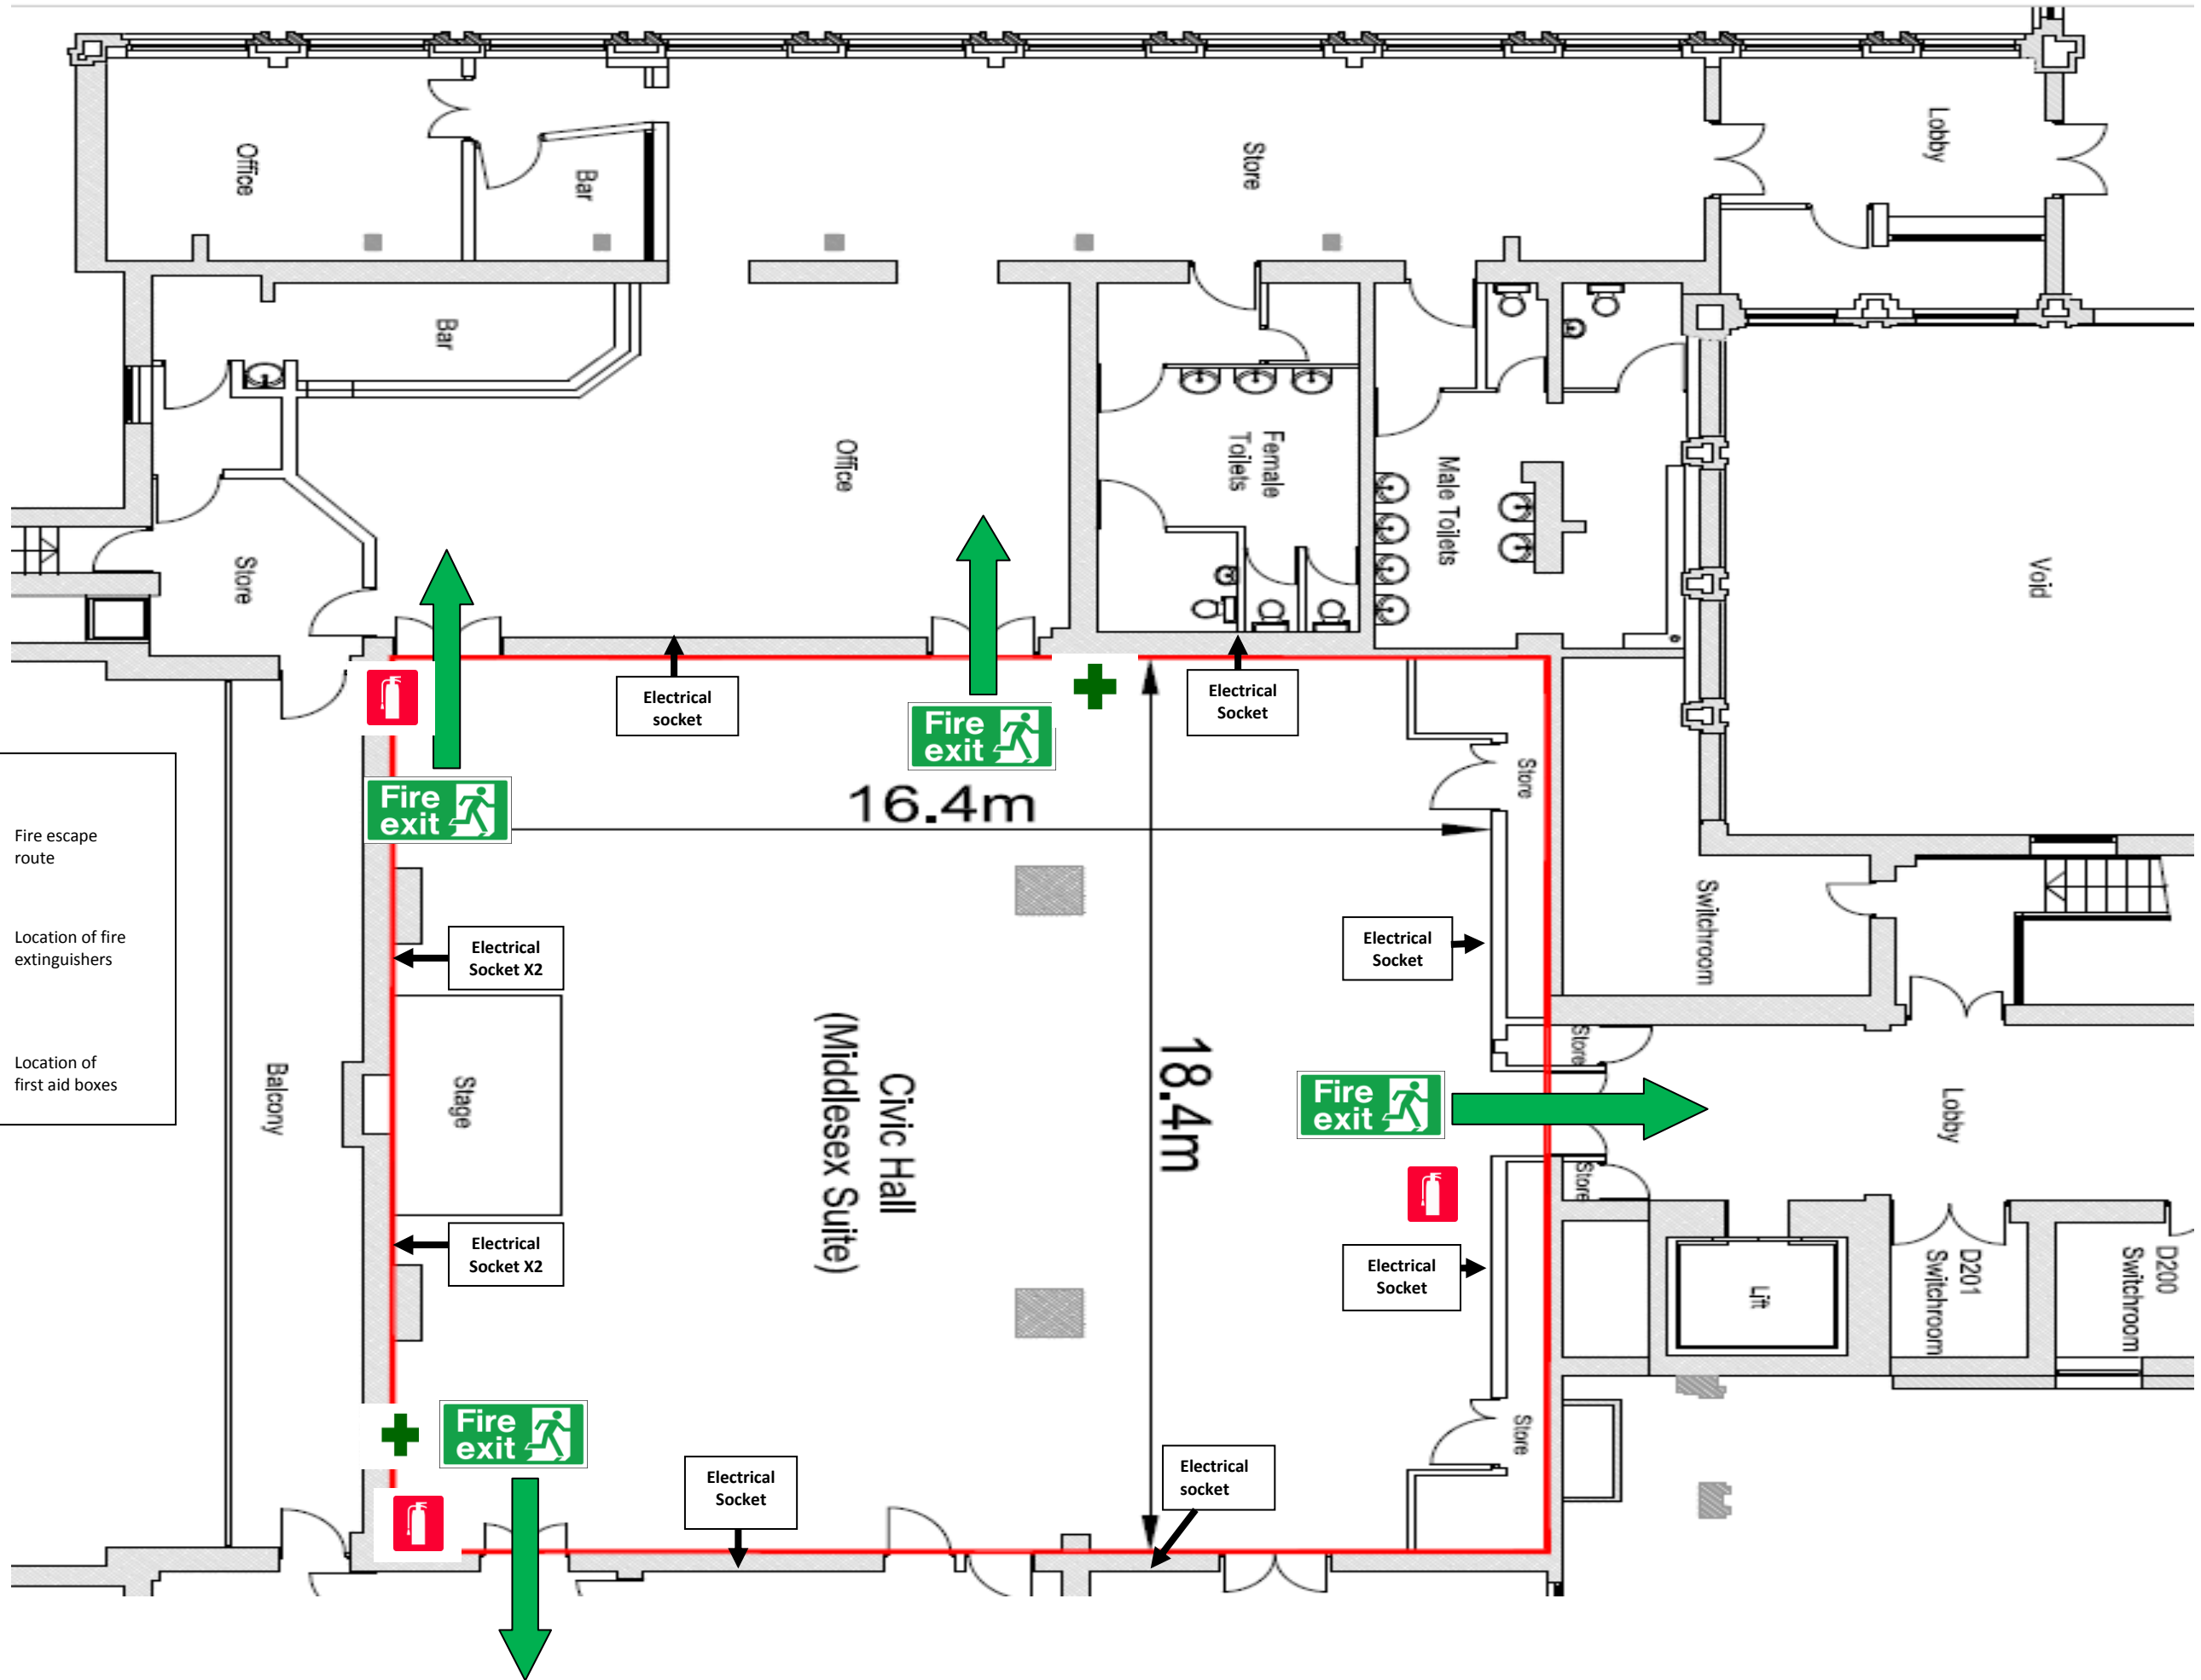 Office
Bar
Store
Lobby
Bar
Office
Female
Toilets
Male Toilets
Void
Store
Electrical
socket
Fire
exit
Electrical
Socket
Store
Fire
exit
16.4m
Fire escape
route
Location of fire
extinguishers
Location of
first aid boxes
Electrical
Socket X2
Electrical
Socket
Switchroom
Balcony
Stage
Civic Hall
(Middlesex Suite)
18.4m
Fire
exit
Store
Store
Lobby
Electrical
Socket X2
Electrical
Socket
Lift
D201
Switchroom
D200
Switchroom
Fire
exit
Electrical
Socket
Electrical
socket
Store